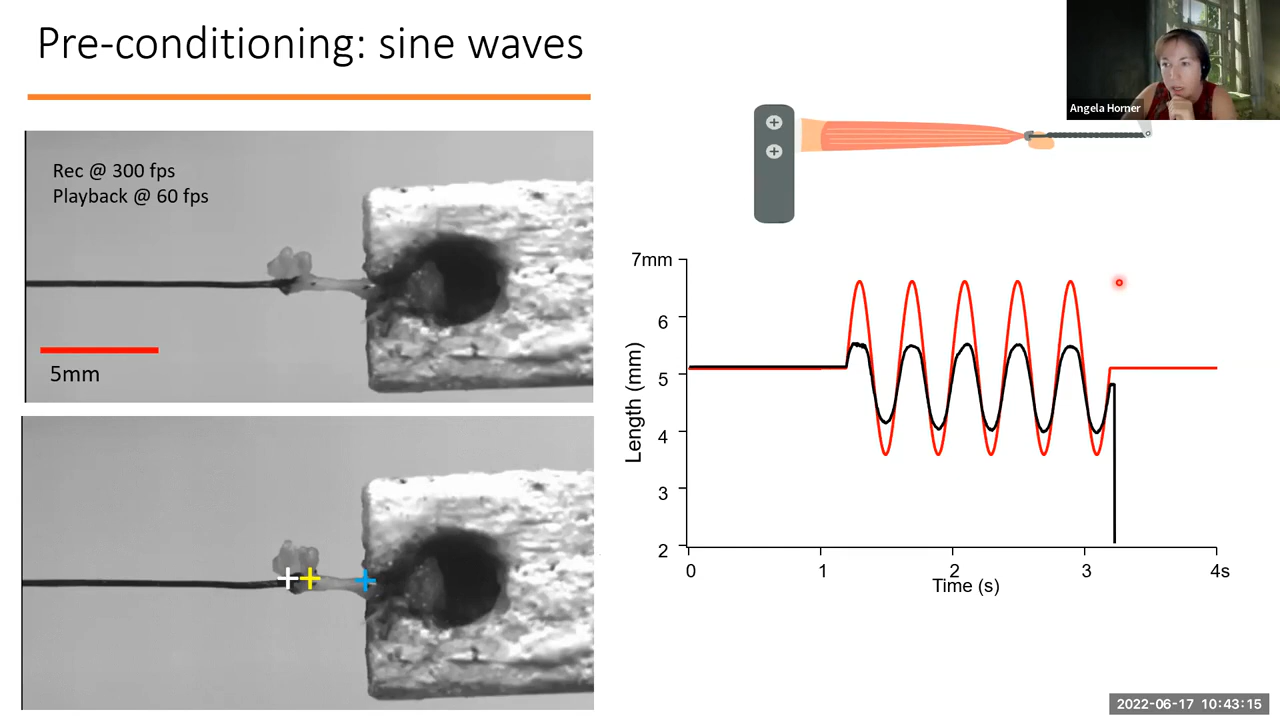 Pre-conditioning: sine waves
Angela Horner
Rec @ 300 fps
Playback @ 60 fps
5mm
7mm
6
5
4
3
2
Length (mm)
0
1
2
3
4s
Time (s)
2022-06-17 10:43:15